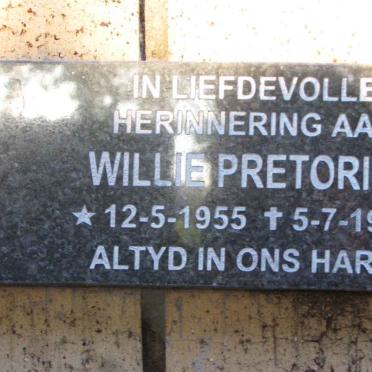 IN LIEFDEVOLLE
HERINNERING AA
WILLIE PRETORI
★ 12-5-1955 ✝ 5-7-19
ALTYD IN ONS HAR